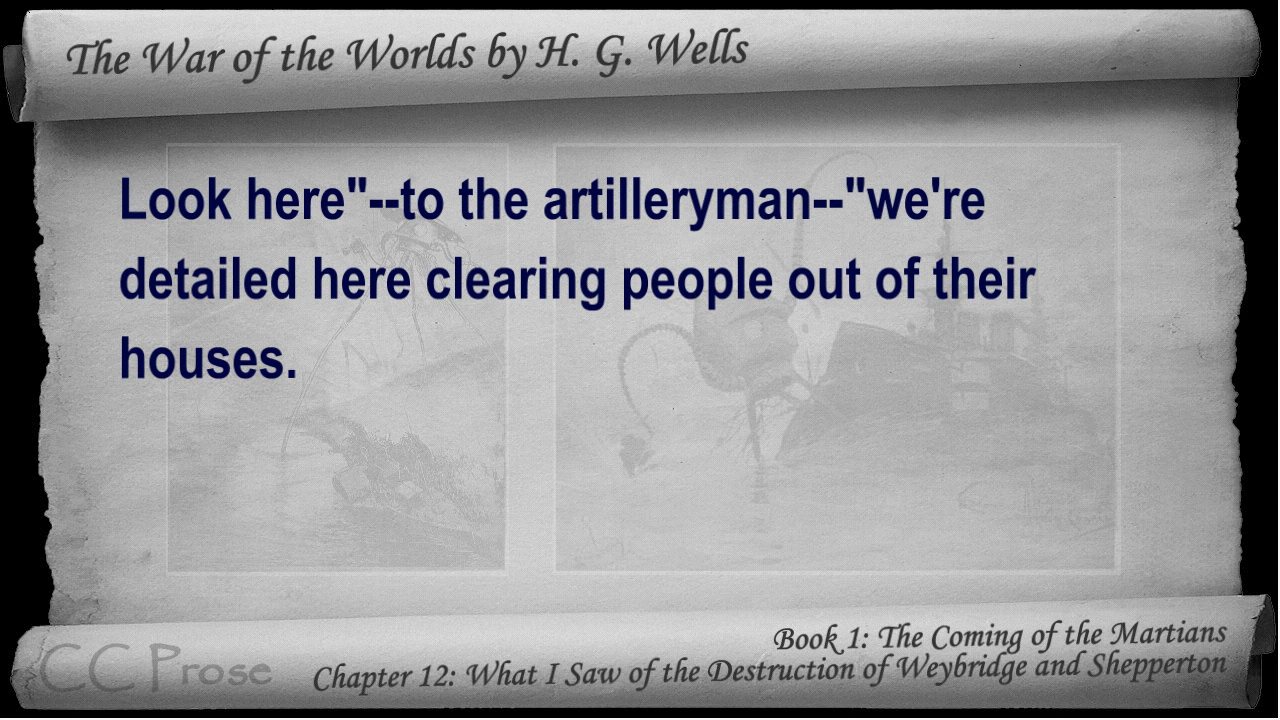 The War of the Worlds by H. G. Wells
Look here"--to the artilleryman--"we're
detailed here clearing people out of their
houses.
Book 1: The Coming of the Martians
CC Prose
Chapter 12: What I Saw of the Destruction of Weybridge and Shepperton